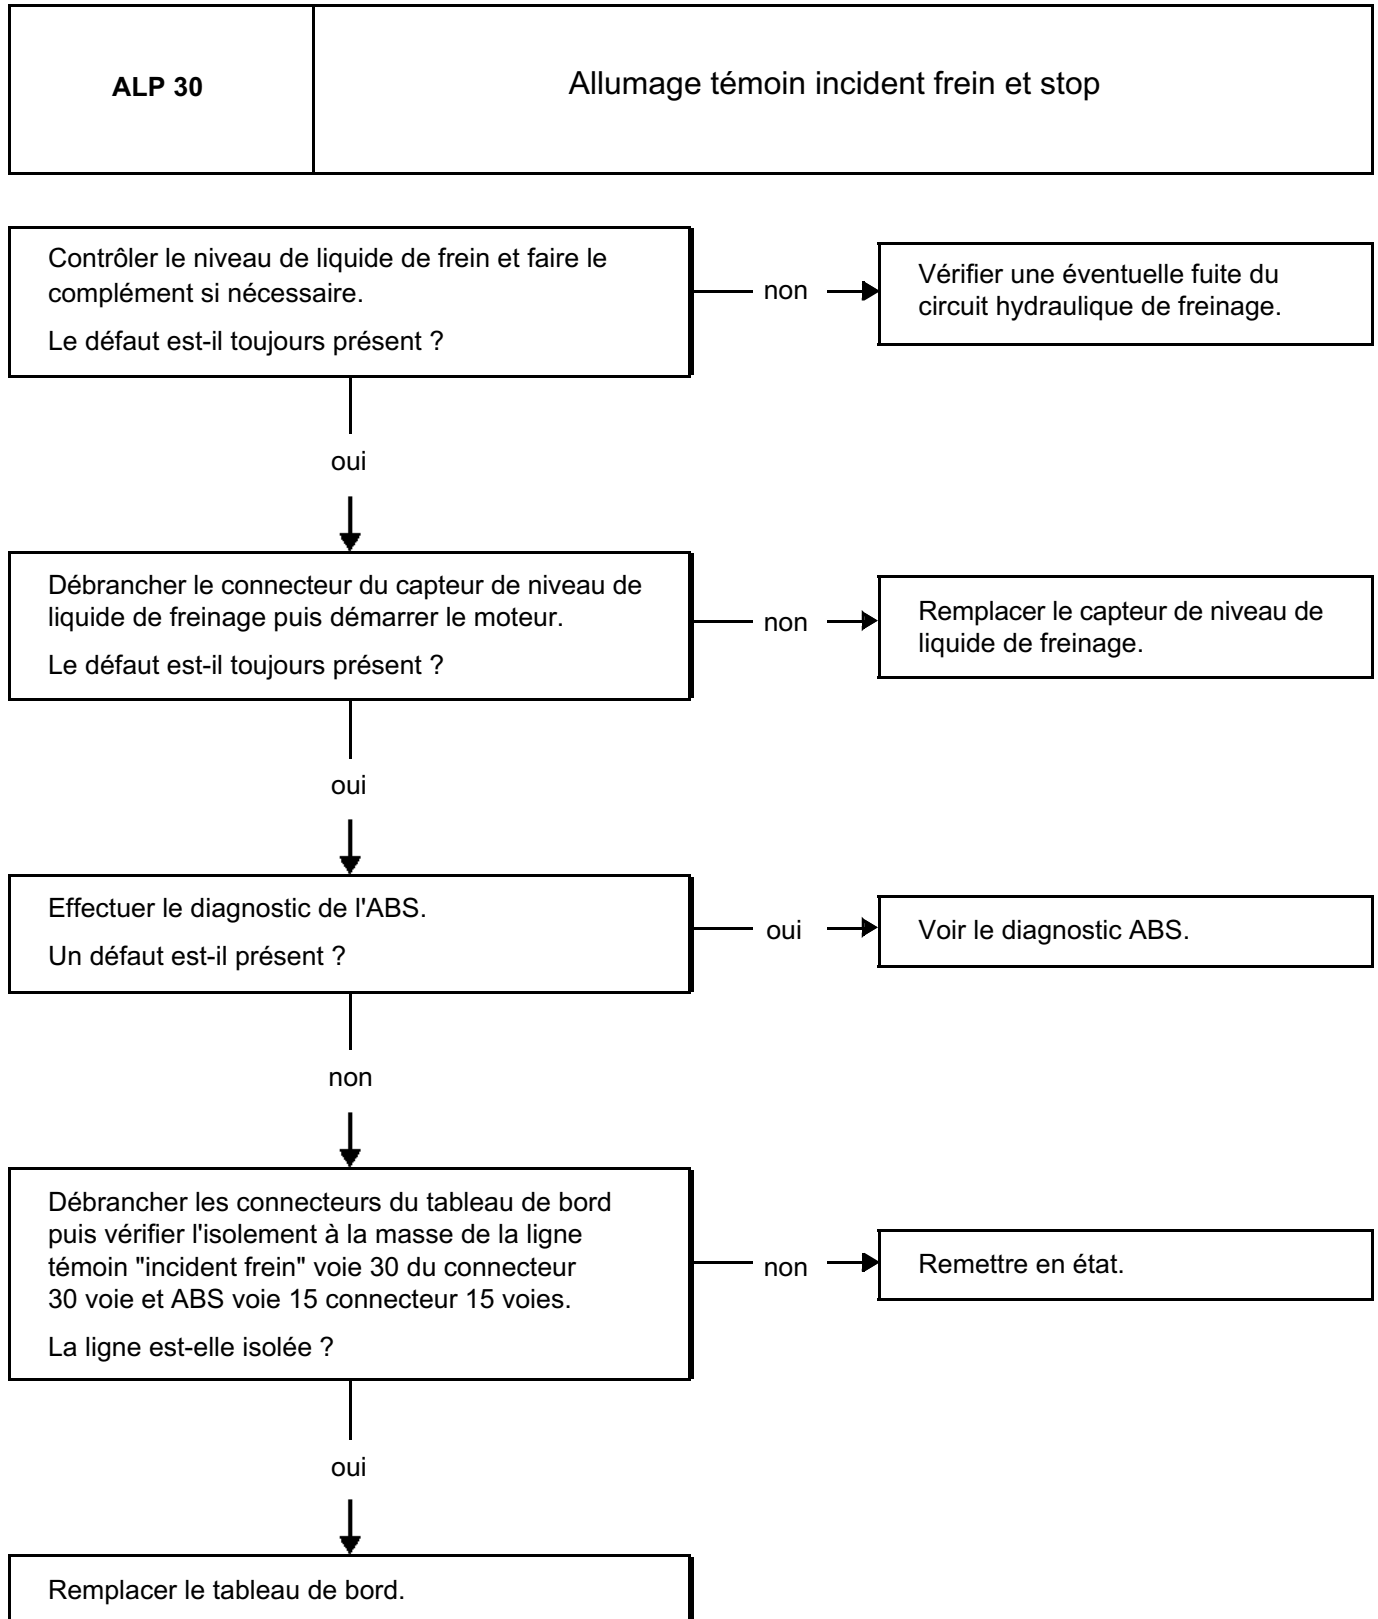 ALP 30
Allumage témoin incident frein et stop
Contrôler le niveau de liquide de frein et faire le
complément si nécessaire.
Le défaut est-il toujours présent ?
non
Vérifier une éventuelle fuite du
circuit hydraulique de freinage.
oui
Débrancher le connecteur du capteur de niveau de
liquide de freinage puis démarrer le moteur.
Le défaut est-il toujours présent ?
non
Remplacer le capteur de niveau de
liquide de freinage.
oui
Effectuer le diagnostic de l'ABS.
Un défaut est-il présent ?
oui
Voir le diagnostic ABS.
non
Débrancher les connecteurs du tableau de bord
puis vérifier l'isolement à la masse de la ligne
témoin "incident frein" voie 30 du connecteur
30 voie et ABS voie 15 connecteur 15 voies.
La ligne est-elle isolée ?
non
Remettre en état.
oui
Remplacer le tableau de bord.